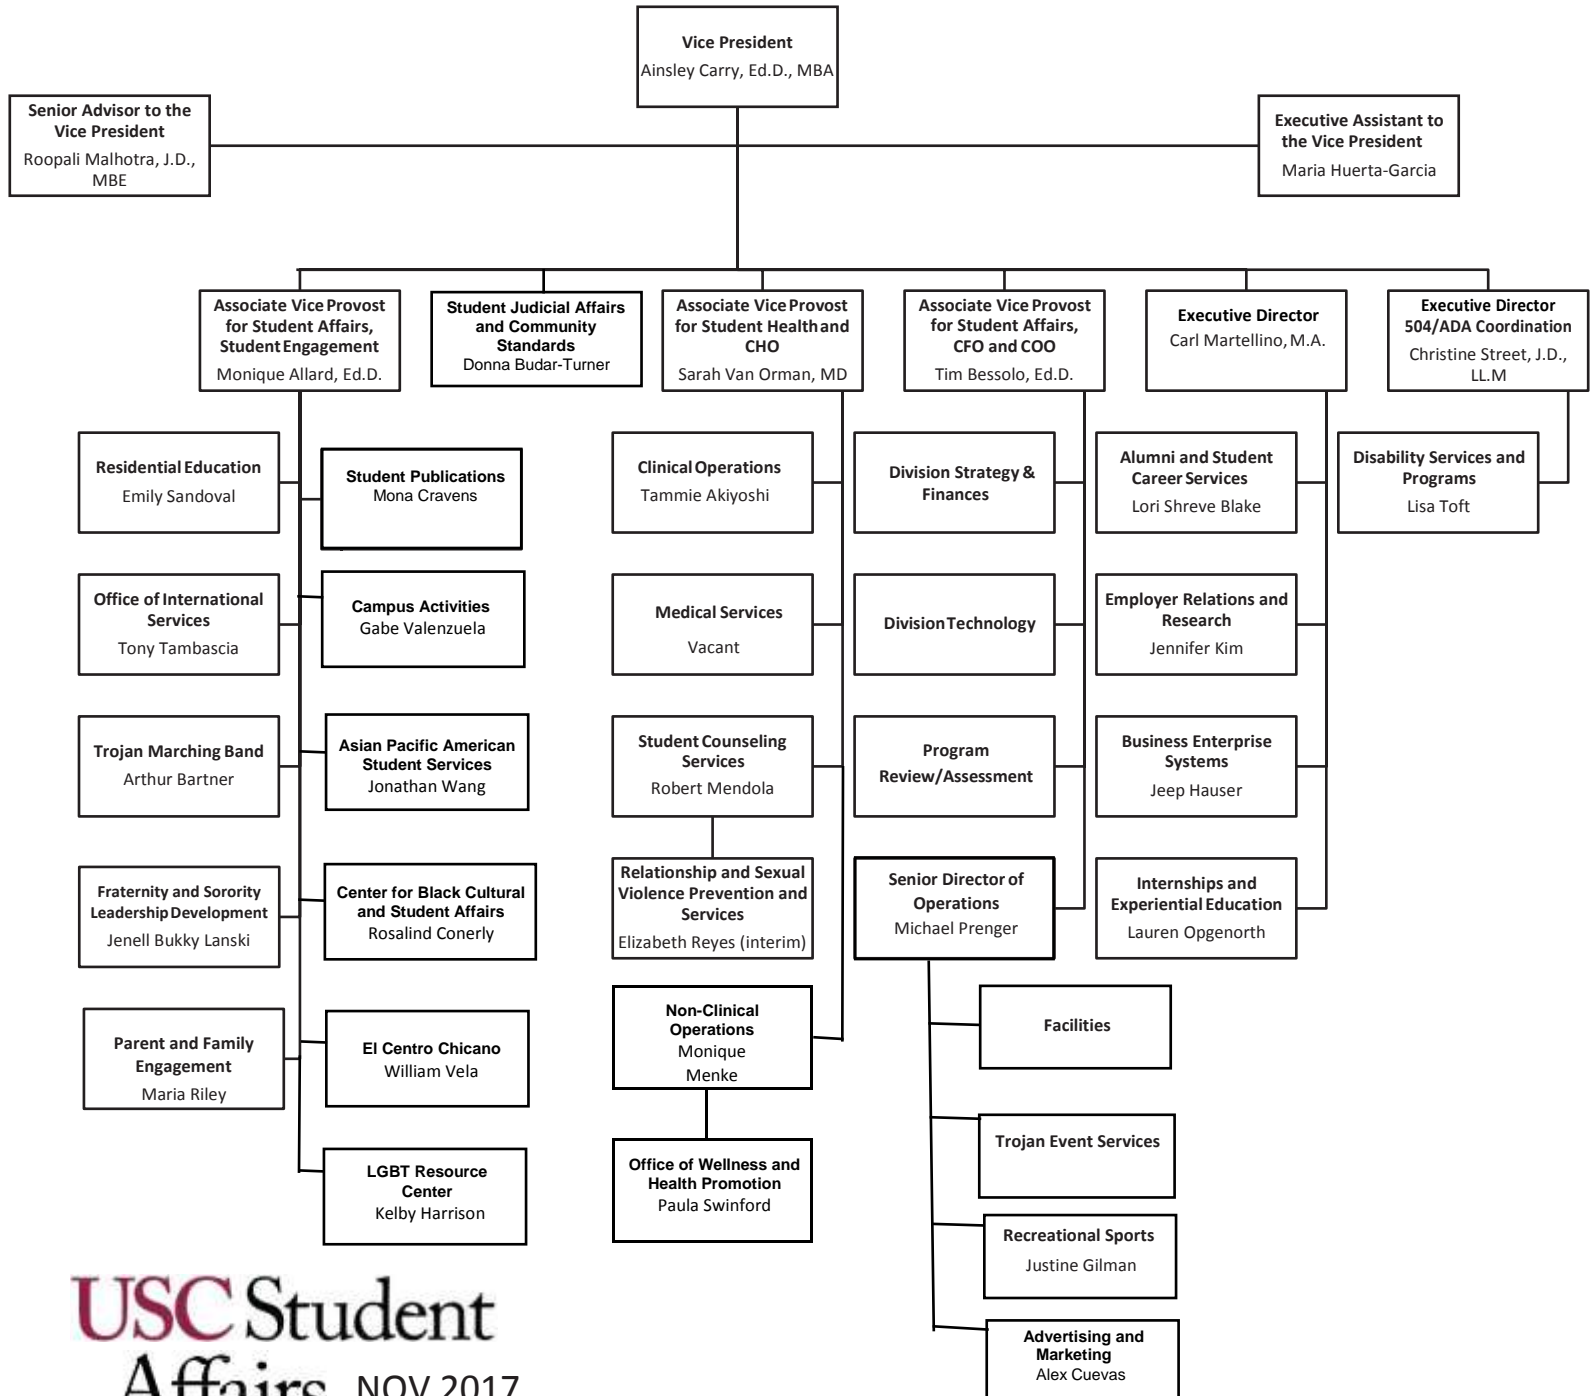 Vice President
Ainsley Carry, Ed.D., MBA
Senior Advisor to the
Vice President
Roopali Malhotra, J.D.,
MBE
Executive Assistant to
the Vice President
Maria Huerta-Garcia
Associate Vice Provost
for Student Affairs,
Student Engagement
Monique Allard, Ed.D.
Student Judicial Affairs
and Community
Standards
Donna Budar-Turner
Associate Vice Provost
for Student Health and
CHO
Sarah Van Orman, MD
Associate Vice Provost
for Student Affairs,
CFO and COO
Tim Bessolo, Ed.D.
Executive Director
Carl Martellino, M.A.
Executive Director
504/ADA Coordination
Christine Street, J.D.,
LL.M
Residential Education
Emily Sandoval
Student Publications
Mona Cravens
Clinical Operations
Tammie Akiyoshi
Division Strategy &
Finances
Alumni and Student
Career Services
Lori Shreve Blake
Disability Services and
Programs
Lisa Toft
Office of International
Services
Tony Tambascia
Campus Activities
Gabe Valenzuela
Medical Services
Vacant
Division Technology
Employer Relations and
Research
Jennifer Kim
Trojan Marching Band
Arthur Bartner
Asian Pacific American
Student Services
Jonathan Wang
Student Counseling
Services
Robert Mendola
Program
Review/Assessment
Business Enterprise
Systems
Jeep Hauser
Fraternity and Sorority
Leadership Development
Jenell Bukky Lanski
Center for Black Cultural
and Student Affairs
Rosalind Conerly
Relationship and Sexual
Violence Prevention and
Services
Elizabeth Reyes (interim)
Senior Director of
Operations
Michael Prenger
Internships and
Experiential Education
Lauren Opgenorth
Parent and Family
Engagement
Maria Riley
El Centro Chicano
William Vela
Non-Clinical
Operations
Monique
Menke
Facilities
LGBT Resource
Center
Kelby Harrison
Office of Wellness and
Health Promotion
Paula Swinford
Trojan Event Services
Recreational Sports
Justine Gilman
Advertising and
Marketing
Alex Cuevas
USC Student
Affairs NOV 2017